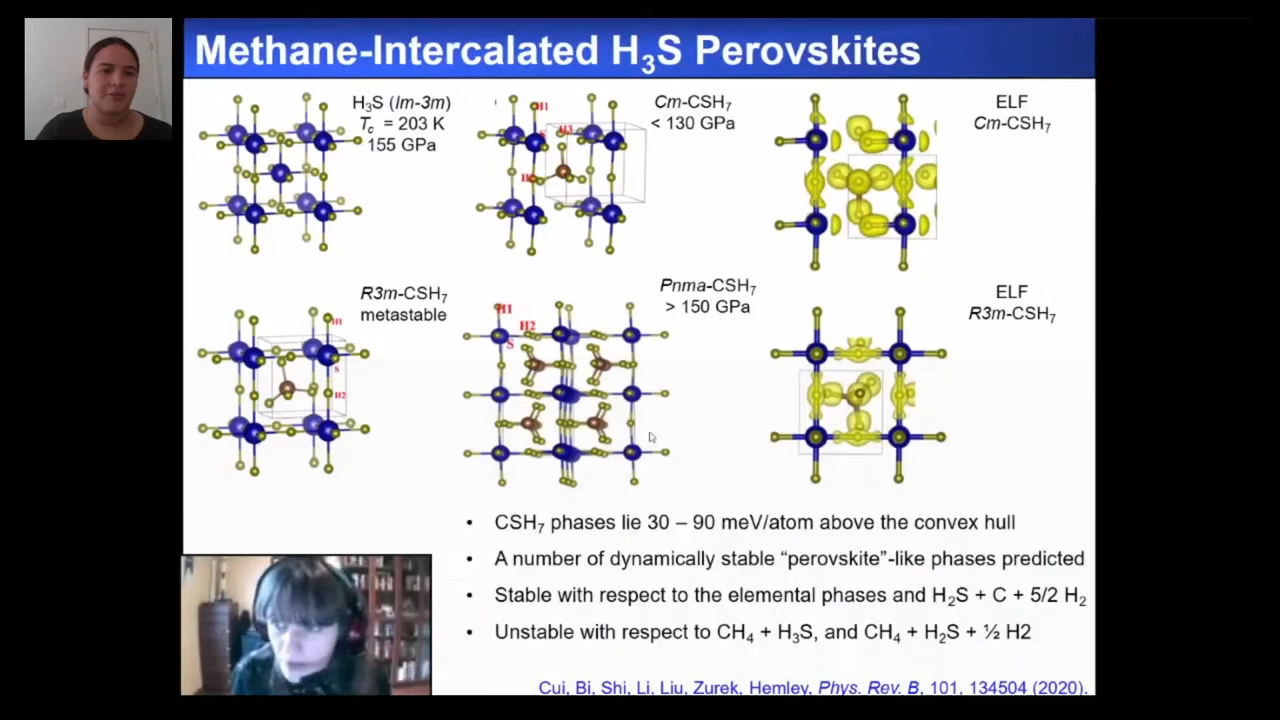 Methane-Intercalated H₃S Perovskites
H₃S (Im-3m)
Tc = 203 K
155 GPa
H1
S
H3
Cm-CSH₇
< 130 GPa
ELF
Cm-CSH₇
R3m-CSH₇
metastable
H1
S
H2
H1
H2
S
Pnma-CSH₇
> 150 GPa
ELF
R3m-CSH₇
• CSH₇ phases lie 30 – 90 meV/atom above the convex hull
• A number of dynamically stable “perovskite”-like phases predicted
• Stable with respect to the elemental phases and H₂S + C + 5/2 H₂
• Unstable with respect to CH₄ + H₃S, and CH₄ + H₂S + ½ H2
Cui, Bi, Shi, Li, Liu, Zurek, Hemley, Phys. Rev. B, 101, 134504 (2020).